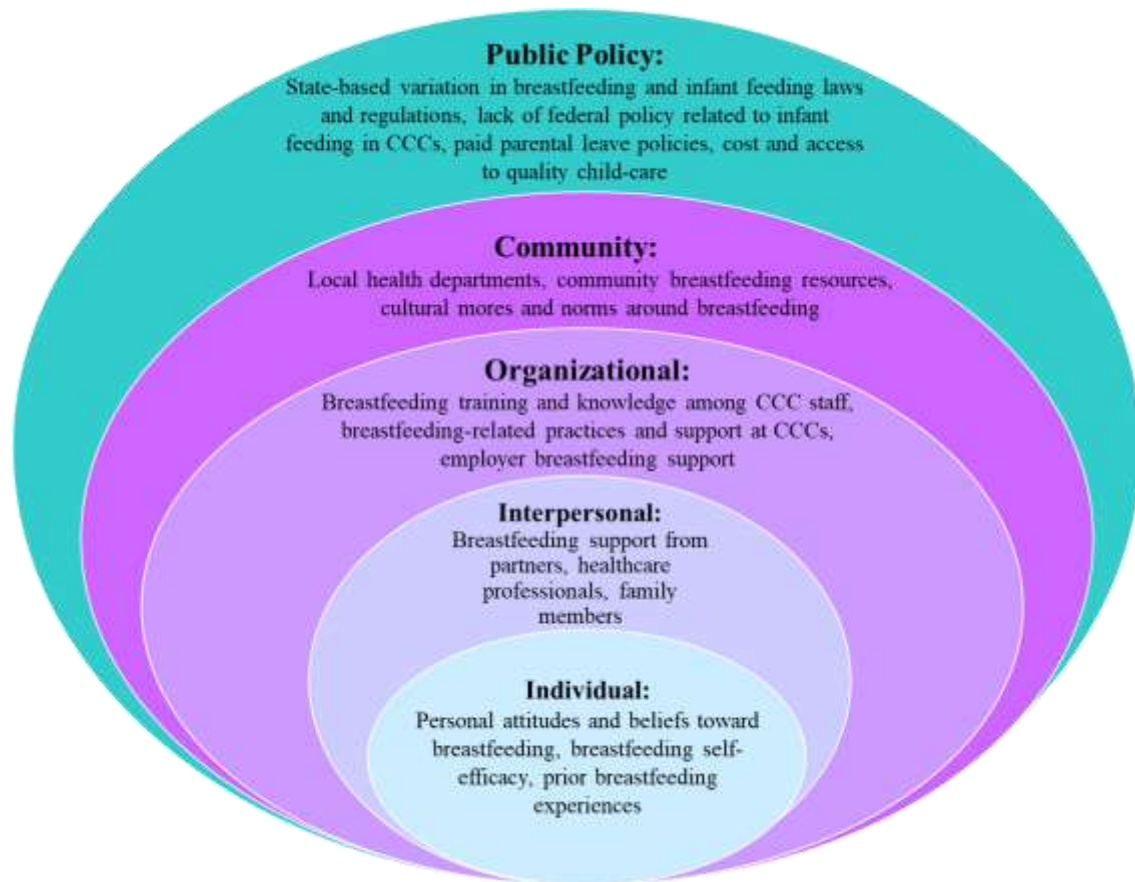 Public Policy:
State-based variation in breastfeeding and infant feeding laws
and regulations, lack of federal policy related to infant
feeding in CCCs, paid parental leave policies, cost and access
to quality child-care
Community:
Local health departments, community breastfeeding resources,
cultural mores and norms around breastfeeding
Organizational:
Breastfeeding training and knowledge among CCC staff,
breastfeeding-related practices and support at CCCs,
employer breastfeeding support
Interpersonal:
Breastfeeding support from
partners, healthcare
professionals, family
members
Individual:
Personal attitudes and beliefs toward
breastfeeding, breastfeeding self-
efficacy, prior breastfeeding
experiences